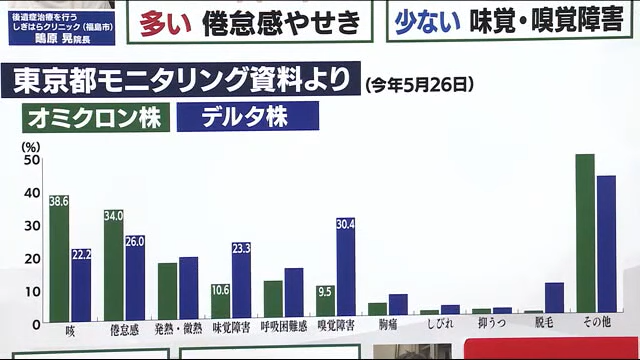 後遺症治療を行う
しぎはらクリニック(福島市)
鴫原 晃院長
多い 倦怠感やせき
少ない 味覚・嗅覚障害
東京都モニタリング資料より
(今年5月26日)
オミクロン株
デルタ株
(%)
50
40
30
20
10
0
38.6
22.2
34.0
26.0
10.6
23.3
9.5
30.4
咳
倦怠感
発熱・微熱
味覚障害
呼吸困難感
嗅覚障害
胸痛
しびれ
抑うつ
脱毛
その他